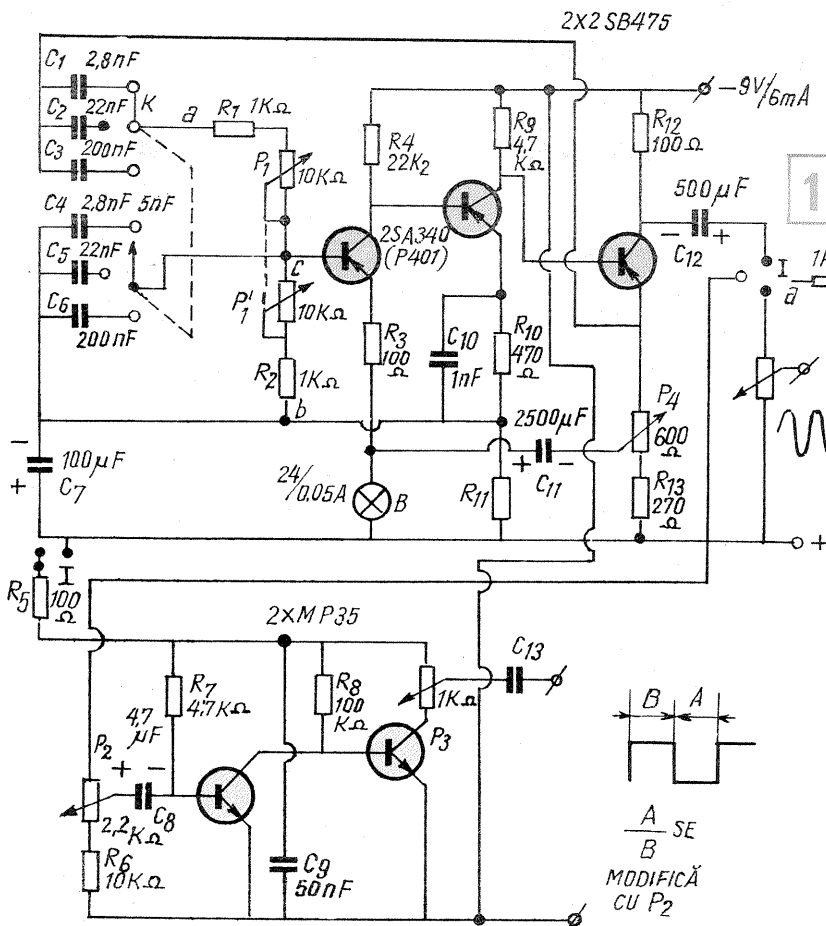 2X2SB475
C1 2,8nF
K
C2 22nF
a
R1 1KΩ
C3 200nF
P1 10KΩ
R4 22K2
R9 4,7 KΩ
R12 100Ω
-9V/6mA
500µF
- +
C12
I
a
C4 2,8nF 5nF
C5 22nF
C6 200nF
c
2SA340
(P401)
P'1 10KΩ
R3 100Ω
C10 1nF
R10 470Ω
R2 1KΩ
b
2500µF
+ -
C11
P4 600Ω
-
100µF
+
C7
24/0.05A
B
R11
R13 270Ω
+
R5 100Ω
I
2XMP35
C13
R7 4,7KΩ
R8 100 KΩ
1KΩ
P3
4,7 µF
P2
+ -
C8
2,2KΩ
R6 10KΩ
C9 50nF
B A
A/B SE
MODIFICĂ
CU P2